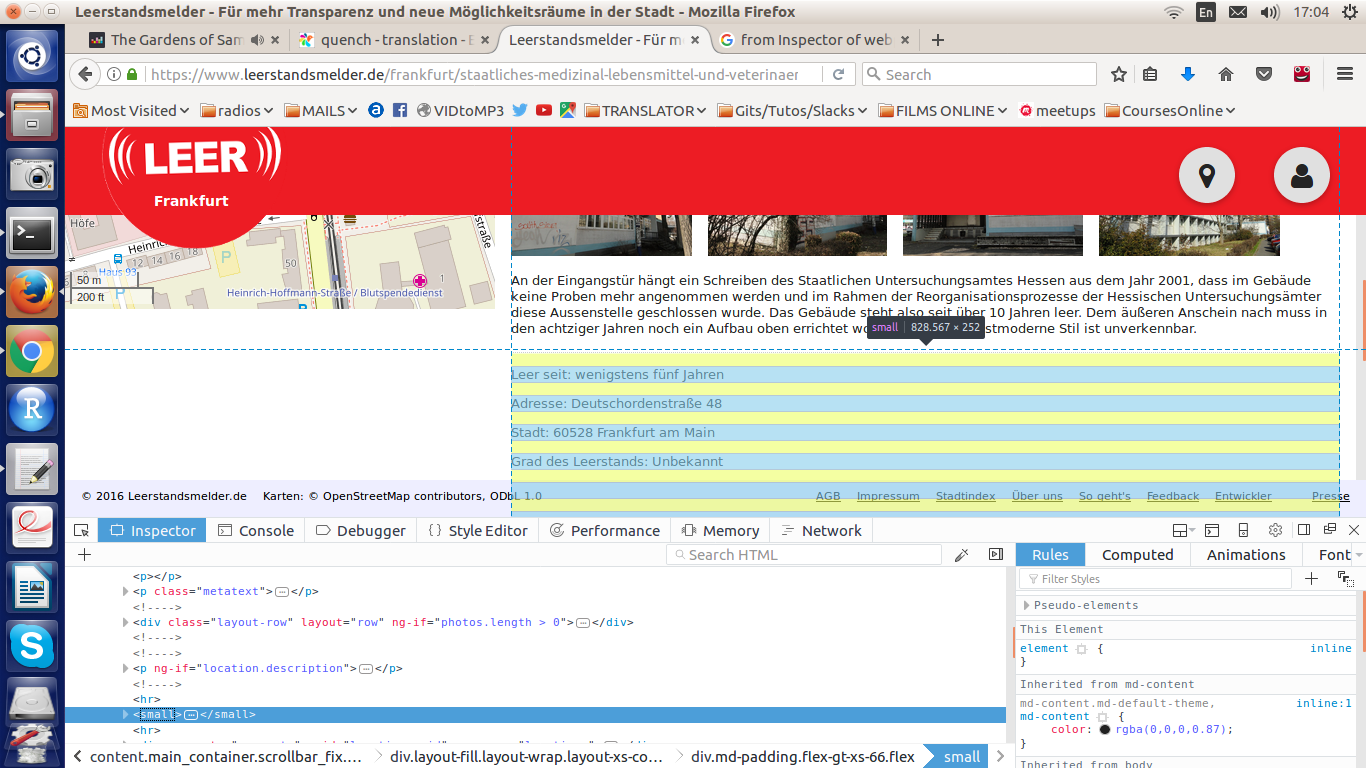 Leerstandsmelder - Für mehr Transparenz und neue Möglichkeitsräume in der Stadt - Mozilla Firefox
En
17:04
The Gardens of Sam
quench - translation - E
Leerstandsmelder - Für m
from Inspector of web
https://www.leerstandsmelder.de/frankfurt/staatliches-medizinal-lebensmittel-und-veterinaer
Search
Most Visited
radios
MAILS
VIDtoMP3
TRANSLATOR
Gits/Tutos/Slacks
FILMS ONLINE
meetups
CoursesOnline
LEER
Frankfurt
Höfe
Heinrich
12 14 16 18
Haus 93
50
1
50 m
200 ft
Heinrich-Hoffmann-Straße / Blutspendedienst
straße
An der Eingangstür hängt ein Schreiben des Staatlichen Untersuchungsamtes Hessen aus dem Jahr 2001, dass im Gebäude
keine Proben mehr angenommen werden und im Rahmen der Reorganisationsprozesse der Hessischen Untersuchungsämter
diese Aussenstelle geschlossen wurde. Das Gebäude steht also seit über 10 Jahren leer. Dem äußeren Anschein nach muss in
den achtziger Jahren noch ein Aufbau oben errichtet wo stmoderne Stil ist unverkennbar.
small 828.567 × 252
Leer seit: wenigstens fünf Jahren
Adresse: Deutschordenstraße 48
Stadt: 60528 Frankfurt am Main
Grad des Leerstands: Unbekannt
© 2016 Leerstandsmelder.de Karten: © OpenStreetMap contributors, ODbL 1.0 AGB Impressum Stadtindex Über uns So geht's Feedback Entwickler Presse
Inspector Console Debugger Style Editor Performance Memory Network
Search HTML
<p></p>
<p class="metatext"></p>
<!---->
<div class="layout-row" layout="row" ng-if="photos.length > 0"></div>
<!---->
<!---->
<p ng-if="location.description"></p>
<!---->
<hr>
<small></small>
<hr>
content.main_container.scrollbar_fix.… div.layout-fill.layout-wrap.layout-xs-co… div.md-padding.flex-gt-xs-66.flex small
Rules Computed Animations Font
Filter Styles
Pseudo-elements
This Element
element { inline
}
Inherited from md-content
md-content.md-default-theme, inline:1
md-content {
color: rgba(0,0,0,0.87);
}
Inherited from body